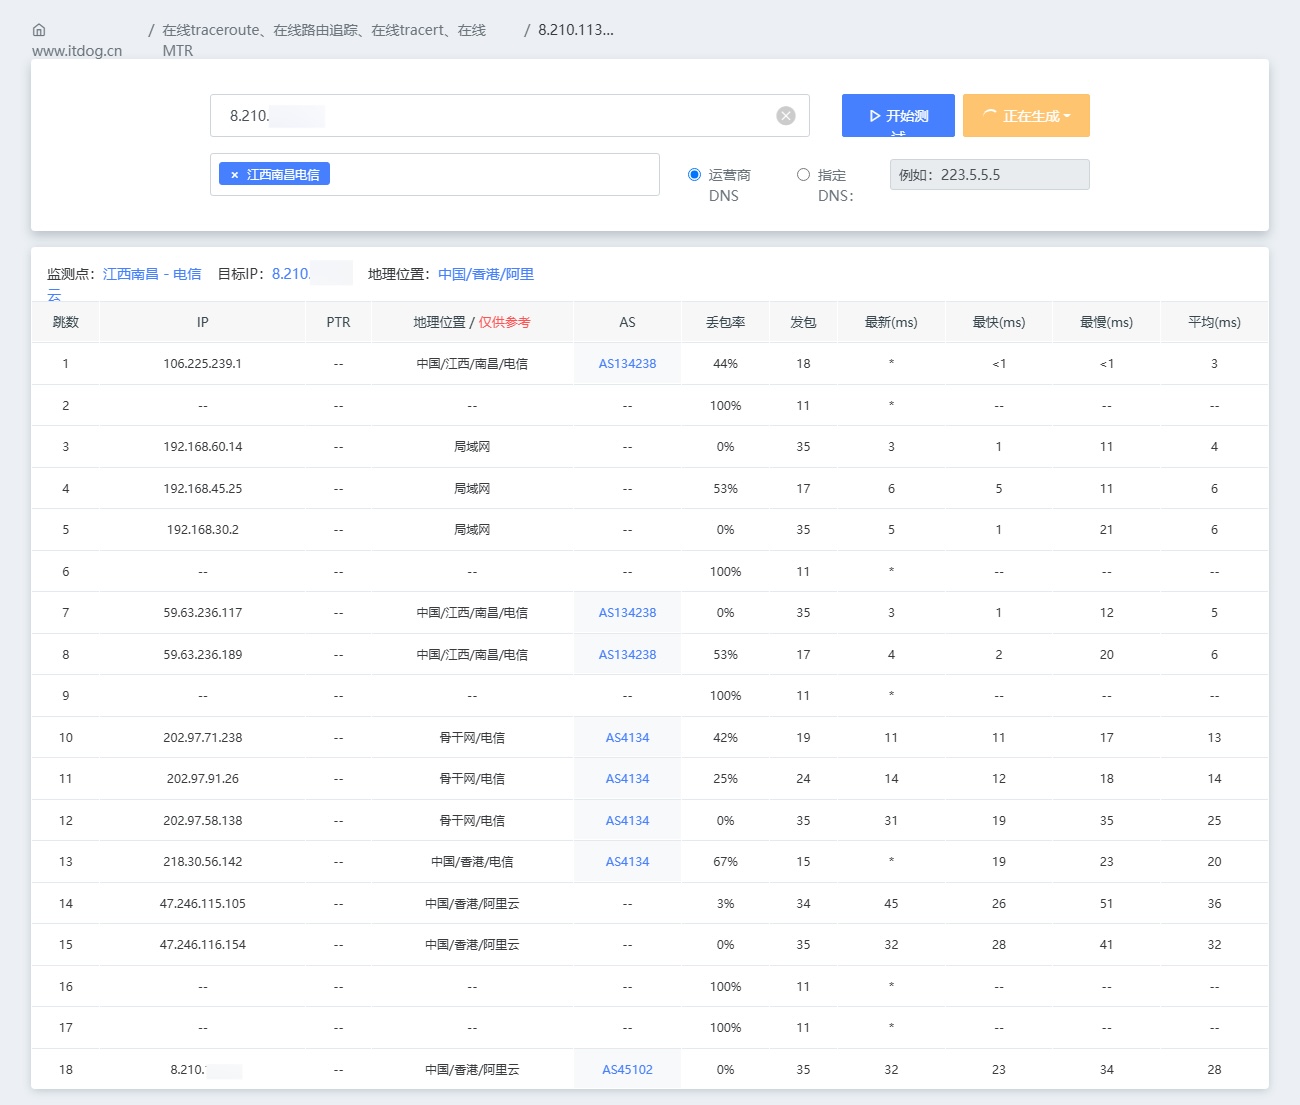 / 在线traceroute、在线路由追踪、在线tracert、在线 / 8.210.113...
www.itdog.cn MTR
8.210.
开始测试 正在生成
× 江西南昌电信 运营商 指定 例如：223.5.5.5
DNS DNS：
监测点：江西南昌 - 电信 目标IP：8.210. 地理位置：中国/香港/阿里
云
跳数 IP PTR 地理位置 / 仅供参考 AS 丢包率 发包 最新(ms) 最快(ms) 最慢(ms) 平均(ms)
1 106.225.239.1 -- 中国/江西/南昌/电信 AS134238 44% 18 * <1 <1 3
2 -- -- -- -- 100% 11 * -- -- --
3 192.168.60.14 -- 局域网 -- 0% 35 3 1 11 4
4 192.168.45.25 -- 局域网 -- 53% 17 6 5 11 6
5 192.168.30.2 -- 局域网 -- 0% 35 5 1 21 6
6 -- -- -- -- 100% 11 * -- -- --
7 59.63.236.117 -- 中国/江西/南昌/电信 AS134238 0% 35 3 1 12 5
8 59.63.236.189 -- 中国/江西/南昌/电信 AS134238 53% 17 4 2 20 6
9 -- -- -- -- 100% 11 * -- -- --
10 202.97.71.238 -- 骨干网/电信 AS4134 42% 19 11 11 17 13
11 202.97.91.26 -- 骨干网/电信 AS4134 25% 24 14 12 18 14
12 202.97.58.138 -- 骨干网/电信 AS4134 0% 35 31 19 35 25
13 218.30.56.142 -- 中国/香港/电信 AS4134 67% 15 * 19 23 20
14 47.246.115.105 -- 中国/香港/阿里云 -- 3% 34 45 26 51 36
15 47.246.116.154 -- 中国/香港/阿里云 -- 0% 35 32 28 41 32
16 -- -- -- -- 100% 11 * -- -- --
17 -- -- -- -- 100% 11 * -- -- --
18 8.210. -- 中国/香港/阿里云 AS45102 0% 35 32 23 34 28